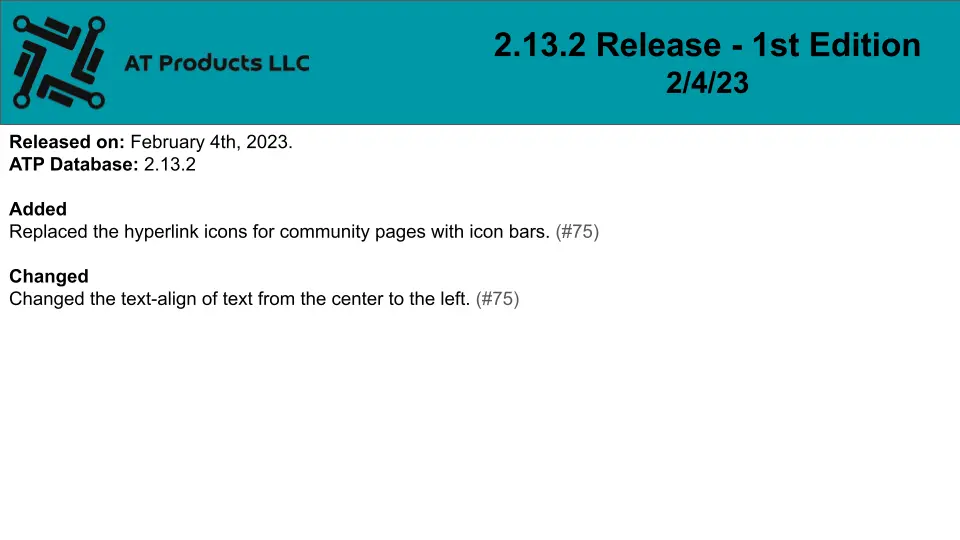 AT Products LLC
2.13.2 Release - 1st Edition
2/4/23
Released on: February 4th, 2023.
ATP Database: 2.13.2
Added
Replaced the hyperlink icons for community pages with icon bars. (#75)
Changed
Changed the text-align of text from the center to the left. (#75)